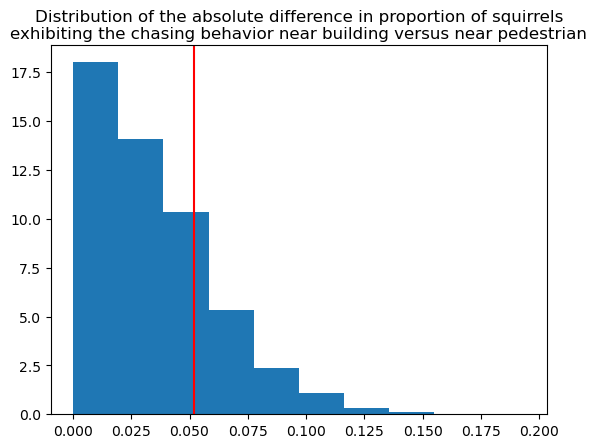 Distribution of the absolute difference in proportion of squirrels
exhibiting the chasing behavior near building versus near pedestrian
17.5
15.0
12.5
10.0
7.5
5.0
2.5
0.0
0.000 0.025 0.050 0.075 0.100 0.125 0.150 0.175 0.200